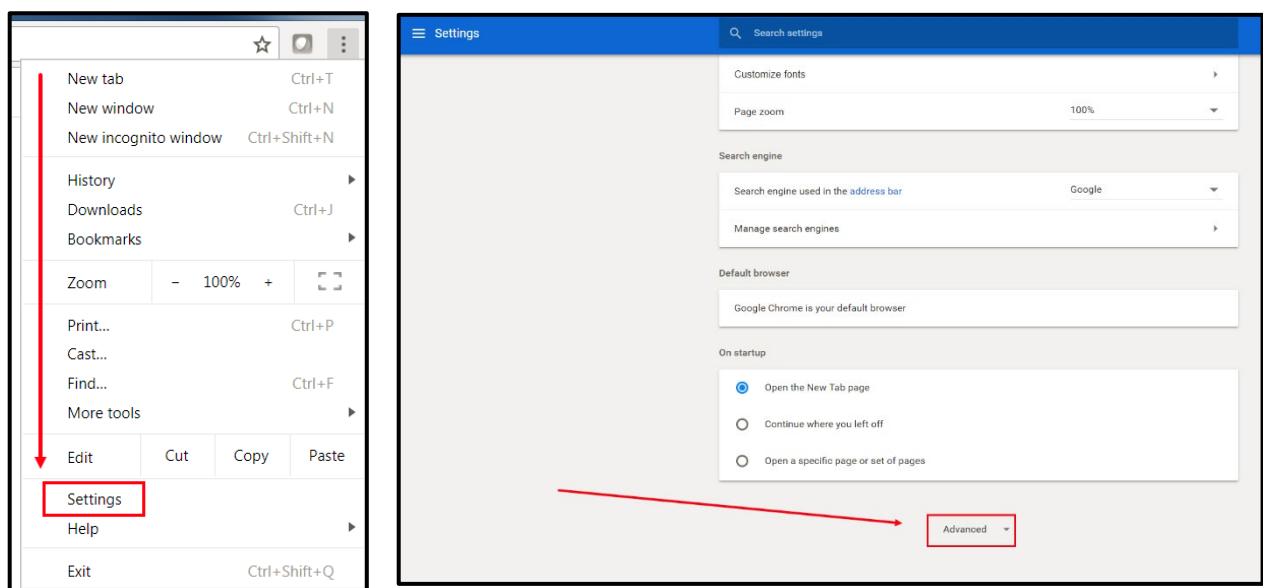 New tab Ctrl+T
New window Ctrl+N
New incognito window Ctrl+Shift+N
History
Downloads Ctrl+J
Bookmarks
Zoom - 100% +
Print... Ctrl+P
Cast...
Find... Ctrl+F
More tools
Edit Cut Copy Paste
Settings
Help
Exit Ctrl+Shift+Q
Settings Search settings
Customize fonts
Page zoom 100%
Search engine
Search engine used in the address bar Google
Manage search engines
Default browser
Google Chrome is your default browser
On startup
Open the New Tab page
Continue where you left off
Open a specific page or set of pages
Advanced